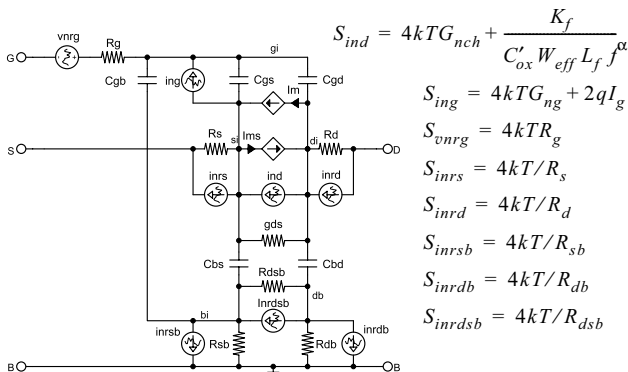 S_ind = 4kTG_nch + K_f / (C'_ox W_eff L_f f^α)
gi
vnrg Rg
G
Cgb ing Cgs Cgd
S_ing = 4kTG_ng + 2qI_g
Im
S_vnrg = 4kTR_g
Rs si Ims di Rd
S D
S_inrs = 4kT/R_s
inrs ind inrd
S_inrd = 4kT/R_d
gds
S_inrsb = 4kT/R_sb
Cbs Rdsb Cbd
S_inrdb = 4kT/R_db
db
bi Inrdsb
S_inrdsb = 4kT/R_dsb
inrsb Rsb Rdb inrdb
B B